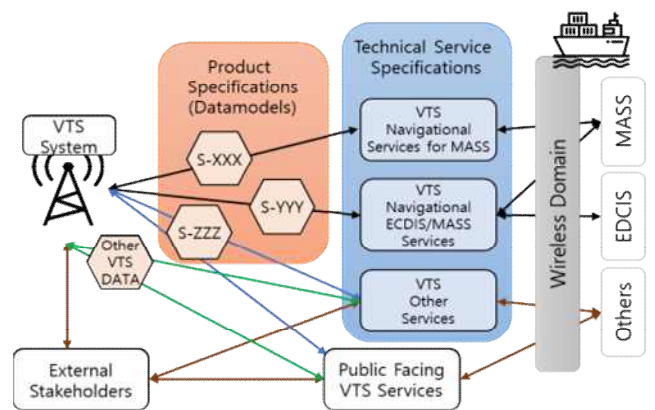 Product
Specifications
(Datamodels)
Technical Service
Specifications
VTS
System
S-XXX
S-YYY
S-ZZZ
Other
VTS
DATA
VTS
Navigational
Services for MASS
VTS
Navigational
ECDIS/MASS
Services
VTS
Other
Services
Wireless Domain
MASS
EDCIS
Others
External
Stakeholders
Public Facing
VTS Services